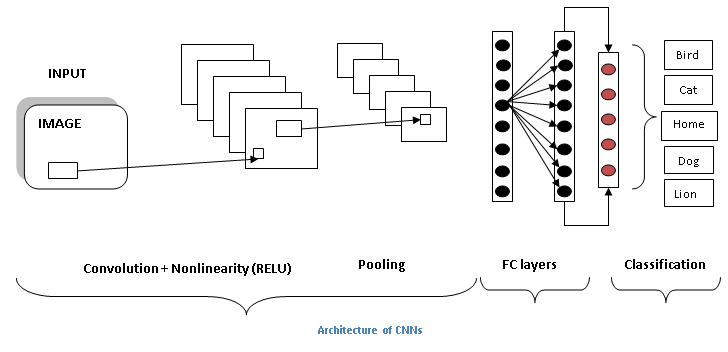 INPUT
IMAGE
Bird
Cat
Home
Dog
Lion
Convolution + Nonlinearity (RELU)
Pooling
FC layers
Classification
Architecture of CNNs